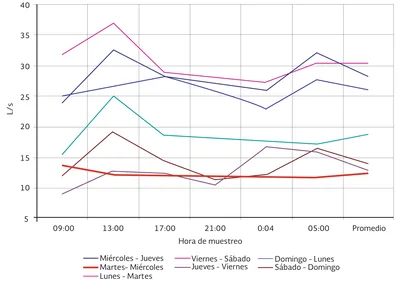 40
35
30
25
20
15
10
5
L/s
09:00 13:00 17:00 21:00 0:04 05:00 Promedio
Hora de muestreo
Miércoles - Jueves Viernes - Sábado Domingo - Lunes
Martes- Miércoles Jueves - Viernes Sábado - Domingo
Lunes - Martes